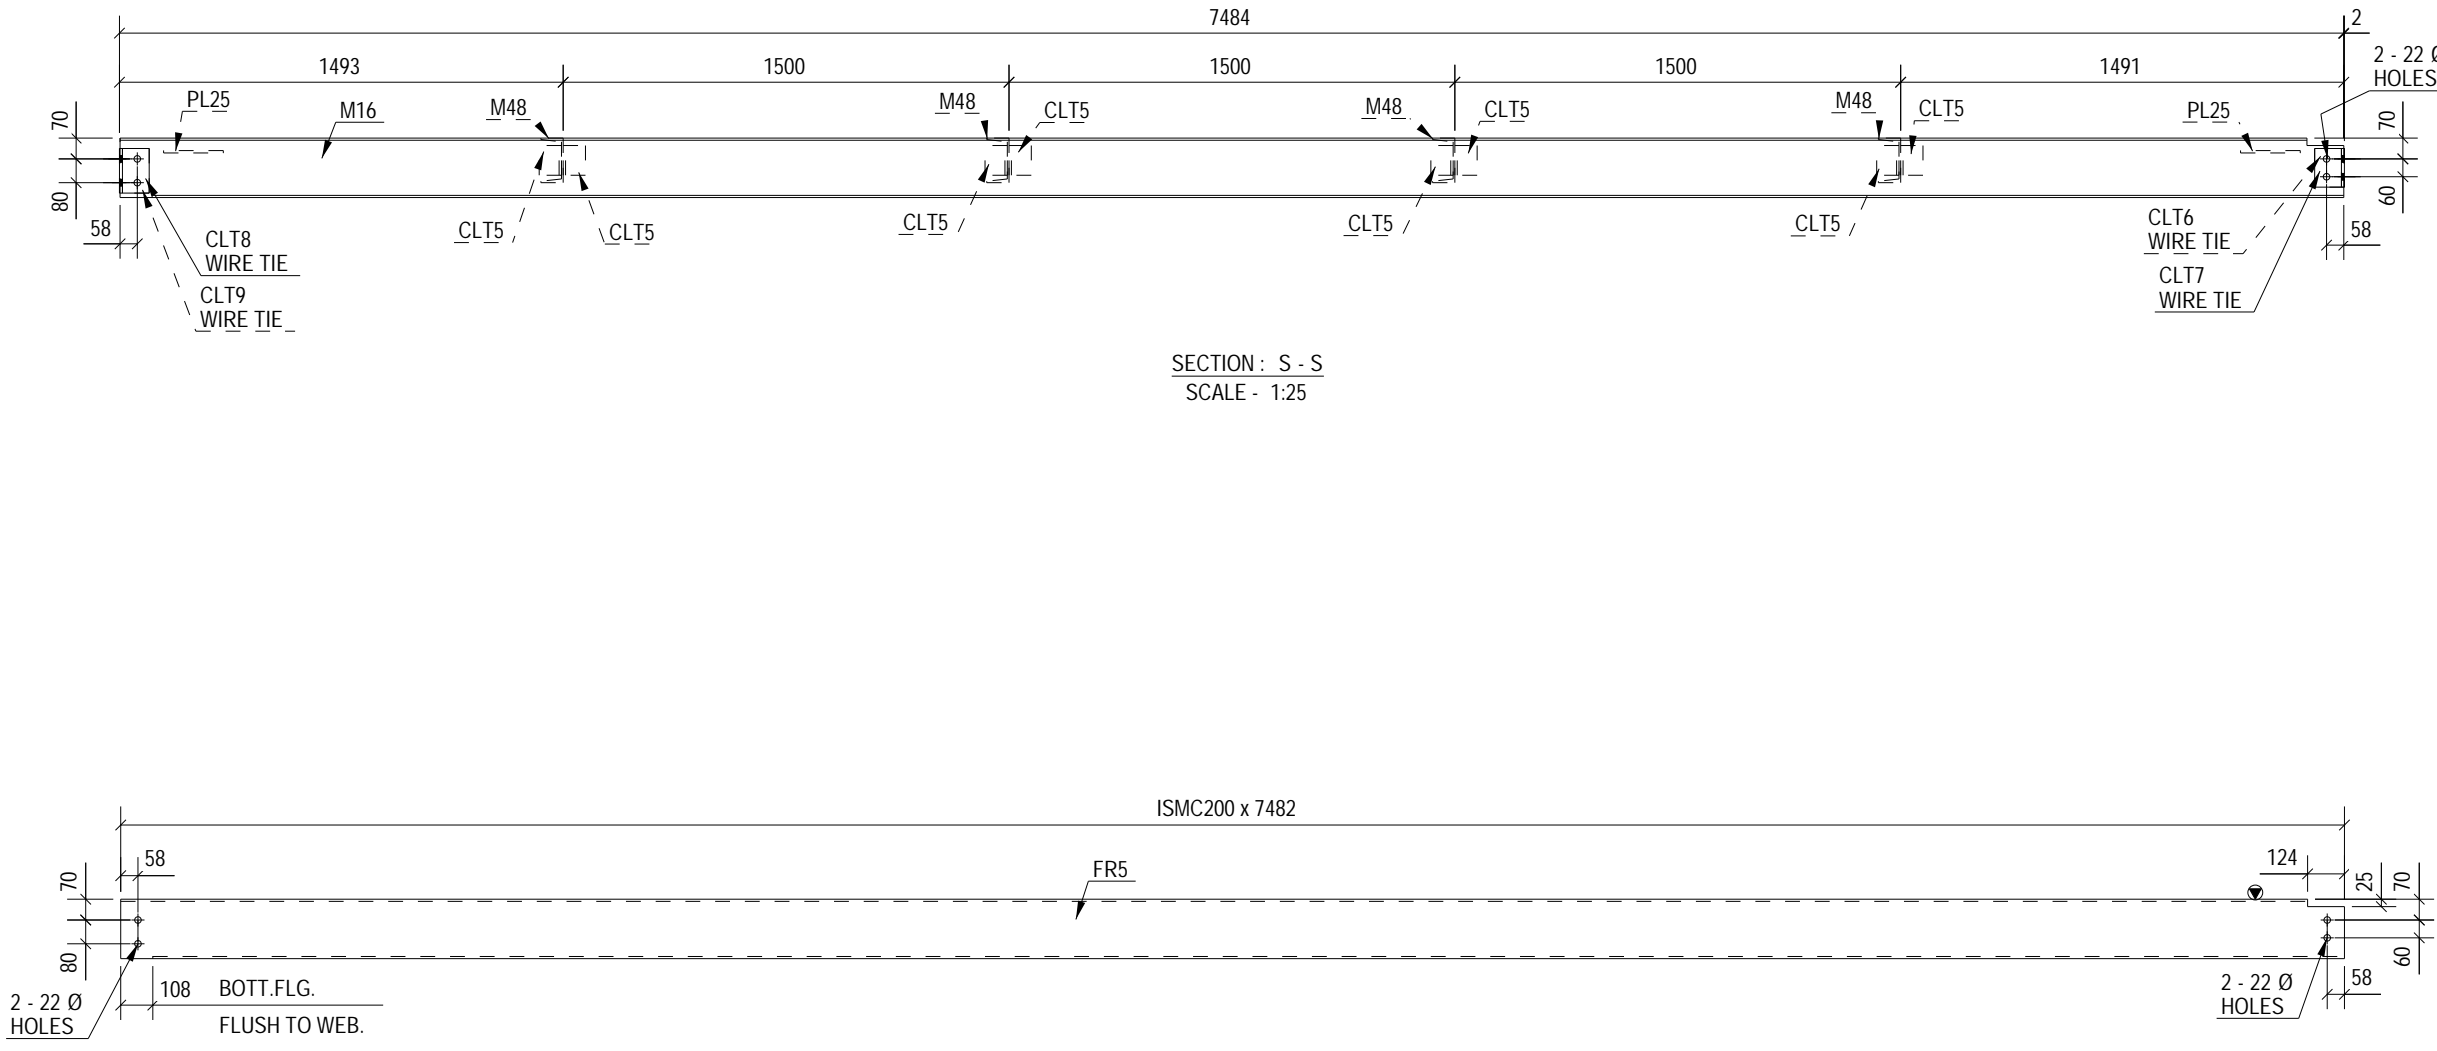 7484
2
1493
1500
1500
1500
1491
2 - 22 Ø
HOLES
70
80
PL25
M16
M48
M48
CLT5
M48
CLT5
M48
CLT5
PL25
70
60
58
CLT8
WIRE TIE
CLT9
WIRE TIE
CLT5
CLT5
CLT5
CLT5
CLT5
CLT6
WIRE TIE
CLT7
WIRE TIE
58
SECTION : S - S
SCALE - 1:25
ISMC200 x 7482
58
70
80
FR5
124
25
70
60
2 - 22 Ø
HOLES
108
BOTT.FLG.
FLUSH TO WEB.
2 - 22 Ø
HOLES
58